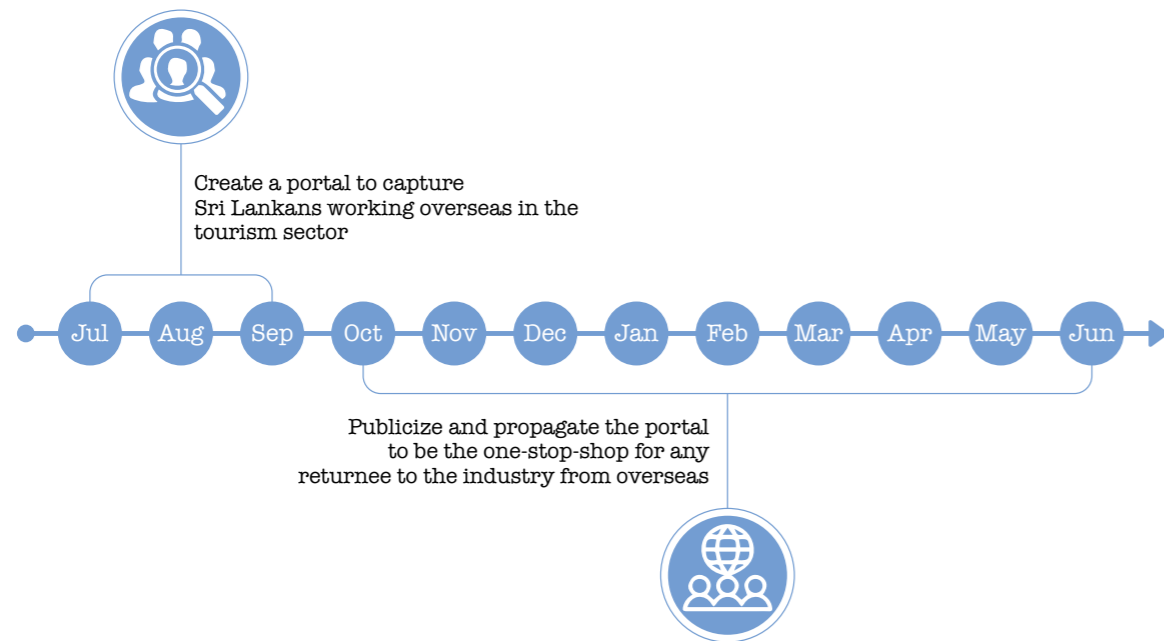 Create a portal to capture
Sri Lankans working overseas in the
tourism sector
Jul Aug Sep Oct Nov Dec Jan Feb Mar Apr May Jun
Publicize and propagate the portal
to be the one-stop-shop for any
returnee to the industry from overseas